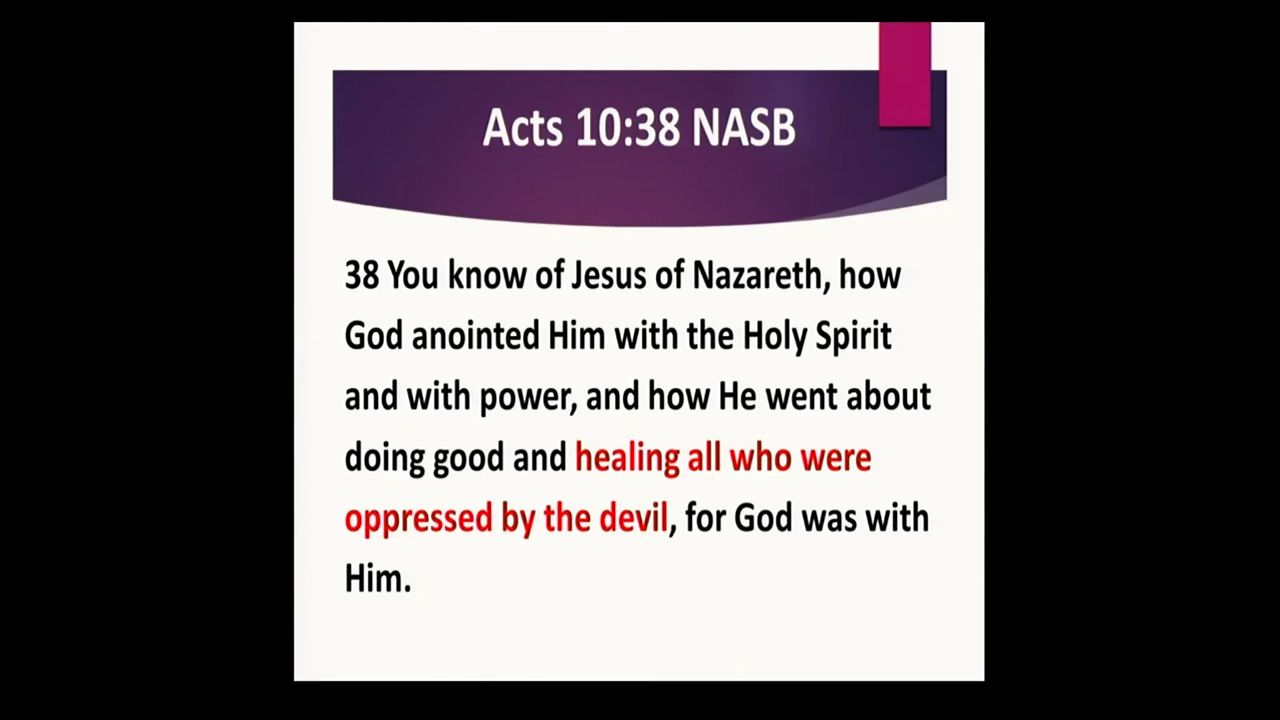 Acts 10:38 NASB
38 You know of Jesus of Nazareth, how
God anointed Him with the Holy Spirit
and with power, and how He went about
doing good and healing all who were
oppressed by the devil, for God was with
Him.